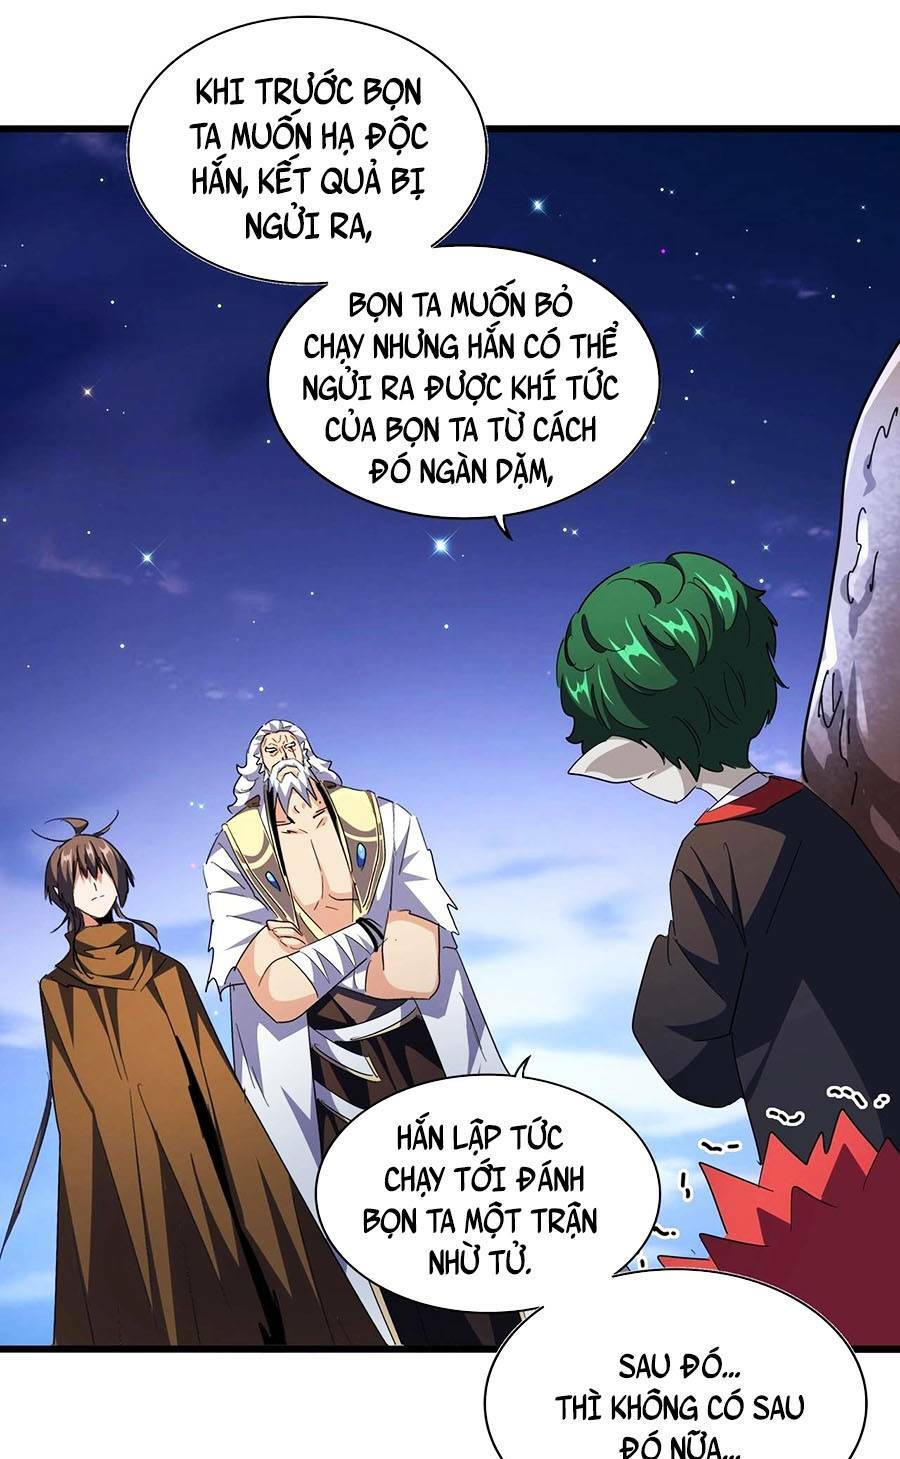 KHI TRƯỚC BỌN
TA MUỐN HẠ ĐỘC
HẮN, KẾT QUẢ BỊ
NGỬI RA,
BỌN TA MUỐN BỎ
CHẠY NHƯNG HẮN CÓ THỂ
NGỬI RA ĐƯỢC KHÍ TỨC
CỦA BỌN TA TỪ CÁCH
ĐÓ NGÀN DẶM,
HẮN LẬP TỨC
CHẠY TỚI ĐÁNH
BỌN TA MỘT TRẬN
NHỪ TỬ.
SAU ĐÓ...
THÌ KHÔNG CÓ SAU
ĐÓ NỮA...